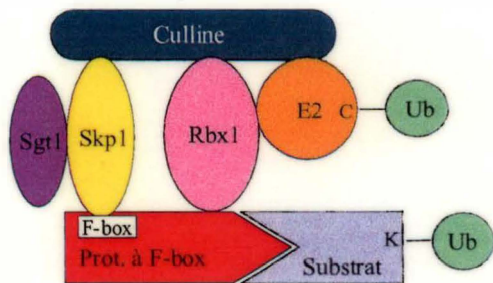 Culline
Sgt1
Skp1
Rbx1
E2
C
Ub
F-box
Prot. à F-box
Substrat
K
Ub